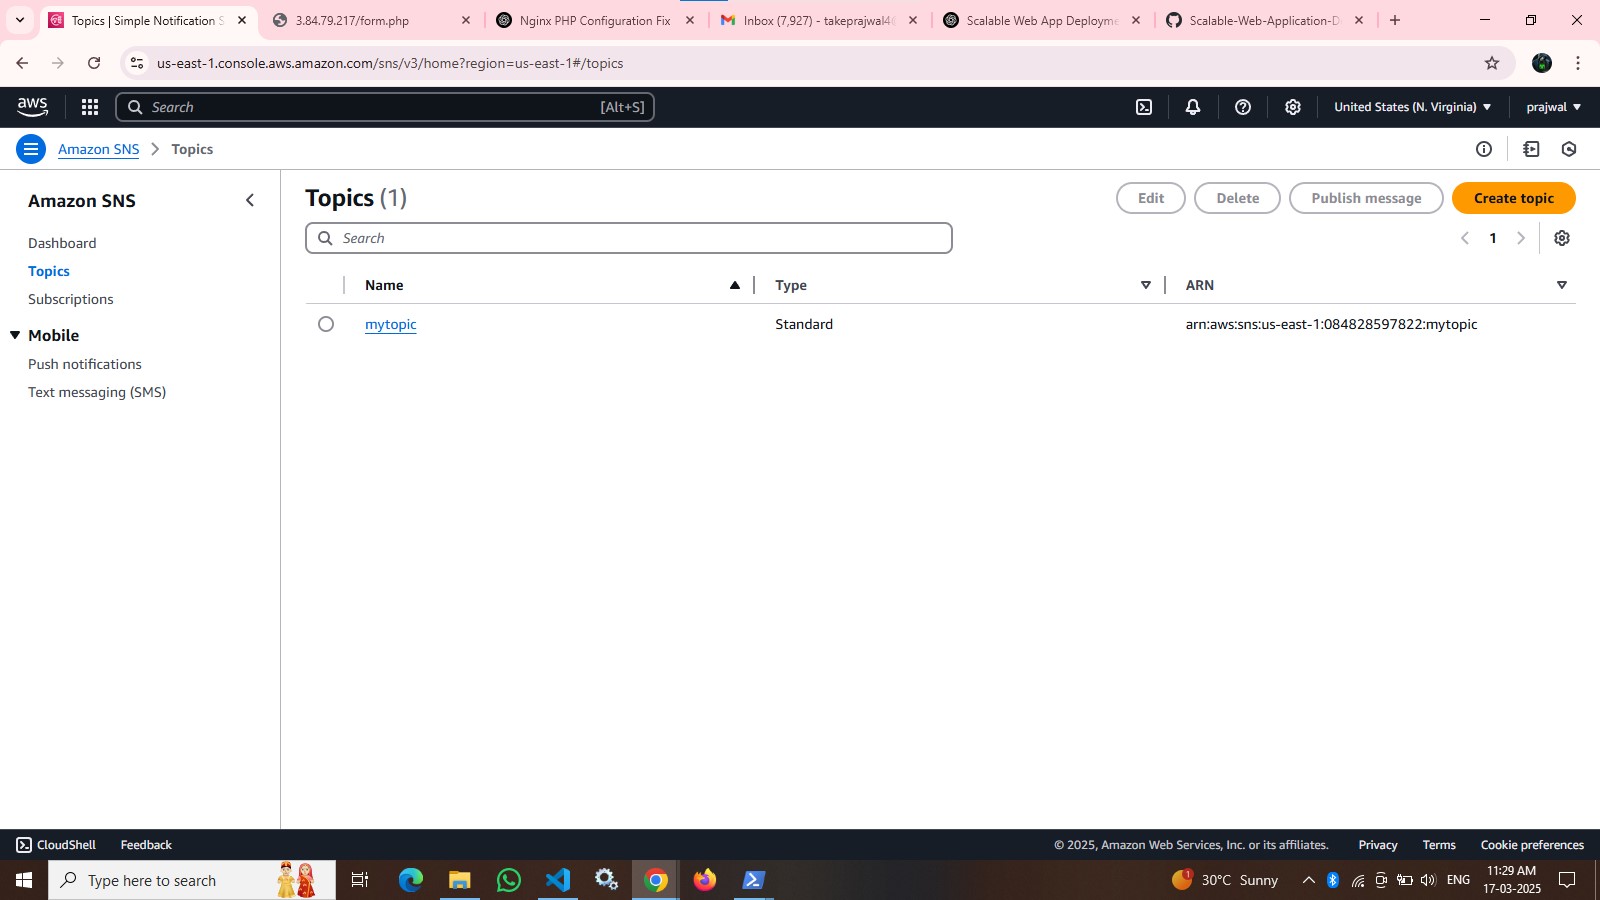 Topics | Simple Notification S
3.84.79.217/form.php
Nginx PHP Configuration Fix
Inbox (7,927) - takeprajwal4
Scalable Web App Deployme
Scalable-Web-Application-D
us-east-1.console.aws.amazon.com/sns/v3/home?region=us-east-1#/topics
aws
Search
[Alt+S]
United States (N. Virginia)
prajwal
Amazon SNS
Topics
Amazon SNS
Dashboard
Topics
Subscriptions
Mobile
Push notifications
Text messaging (SMS)
Topics (1)
Edit
Delete
Publish message
Create topic
Search
1
Name
Type
ARN
mytopic
Standard
arn:aws:sns:us-east-1:084828597822:mytopic
CloudShell
Feedback
© 2025, Amazon Web Services, Inc. or its affiliates.
Privacy
Terms
Cookie preferences
Type here to search
1
30°C Sunny
ENG
11:29 AM
17-03-2025